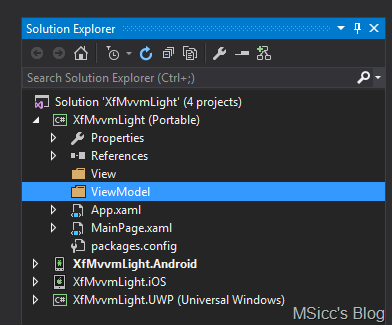 Solution Explorer
Search Solution Explorer (Ctrl+;)
Solution 'XfMvvmLight' (4 projects)
C# XfMvvmLight (Portable)
Properties
References
View
ViewModel
App.xaml
MainPage.xaml
packages.config
XfMvvmLight.Android
XfMvvmLight.iOS
C# XfMvvmLight.UWP (Universal Windows)
MSicc's Blog